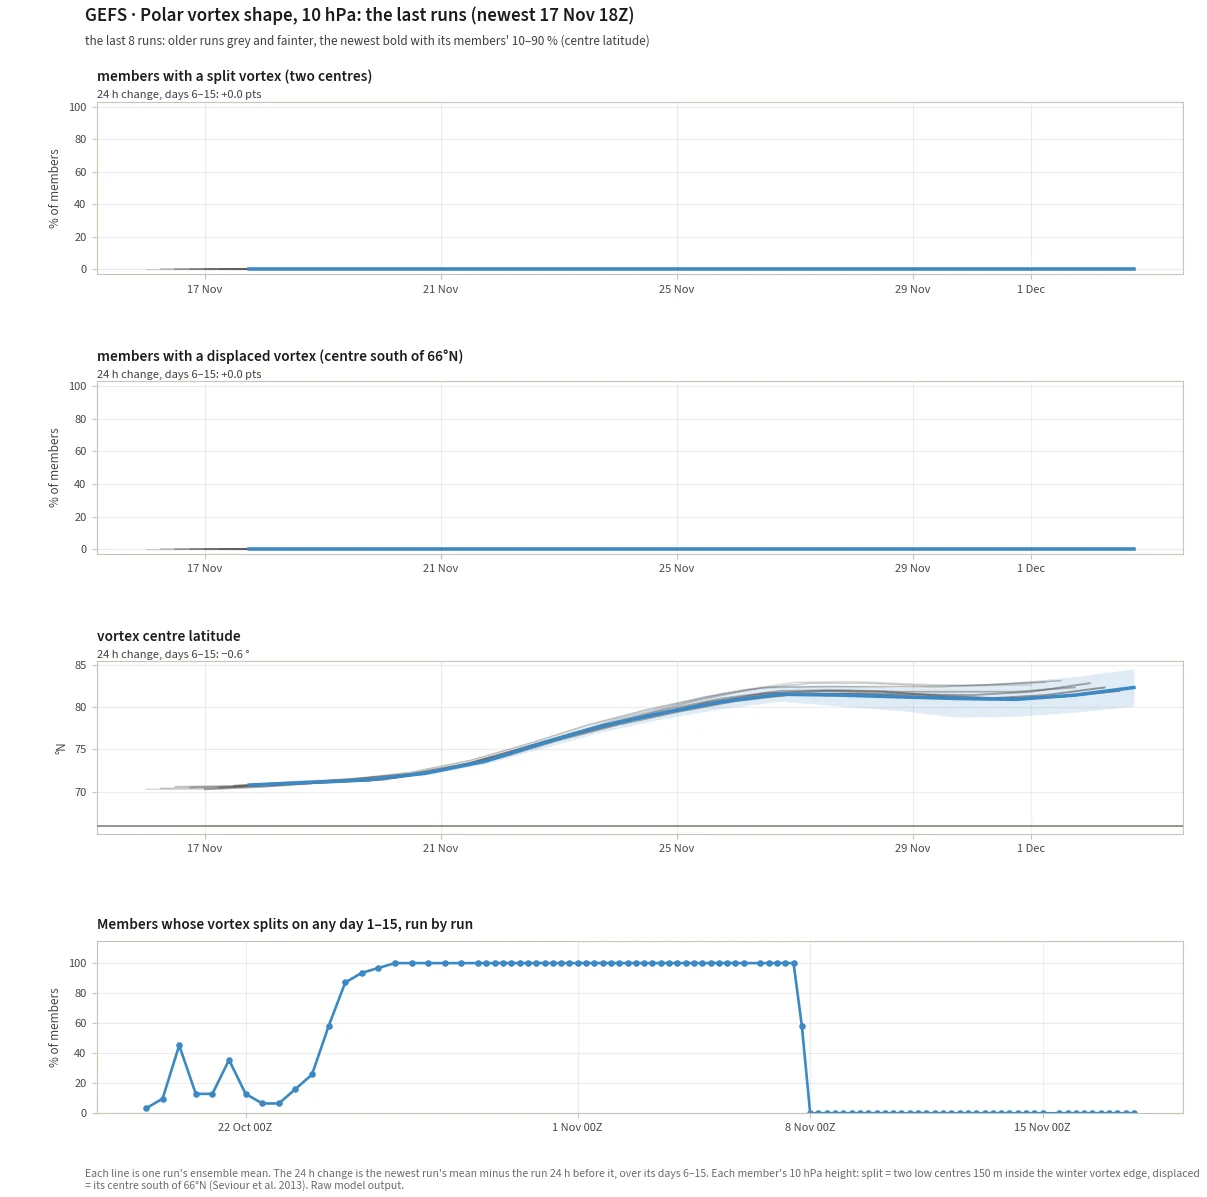 GEFS · Polar vortex shape, 10 hPa: the last runs (newest 17 Nov 18Z)
the last 8 runs: older runs grey and fainter, the newest bold with its members' 10–90 % (centre latitude)
members with a split vortex (two centres)
24 h change, days 6–15: +0.0 pts
100
80
60
40
20
0
% of members
17 Nov
21 Nov
25 Nov
29 Nov
1 Dec
members with a displaced vortex (centre south of 66°N)
24 h change, days 6–15: +0.0 pts
100
80
60
40
20
0
% of members
17 Nov
21 Nov
25 Nov
29 Nov
1 Dec
vortex centre latitude
24 h change, days 6–15: −0.6 °
85
80
75
70
°N
17 Nov
21 Nov
25 Nov
29 Nov
1 Dec
Members whose vortex splits on any day 1–15, run by run
100
80
60
40
20
0
% of members
22 Oct 00Z
1 Nov 00Z
8 Nov 00Z
15 Nov 00Z
Each line is one run's ensemble mean. The 24 h change is the newest run's mean minus the run 24 h before it, over its days 6–15. Each member's 10 hPa height: split = two low centres 150 m inside the winter vortex edge, displaced
= its centre south of 66°N (Seviour et al. 2013). Raw model output.